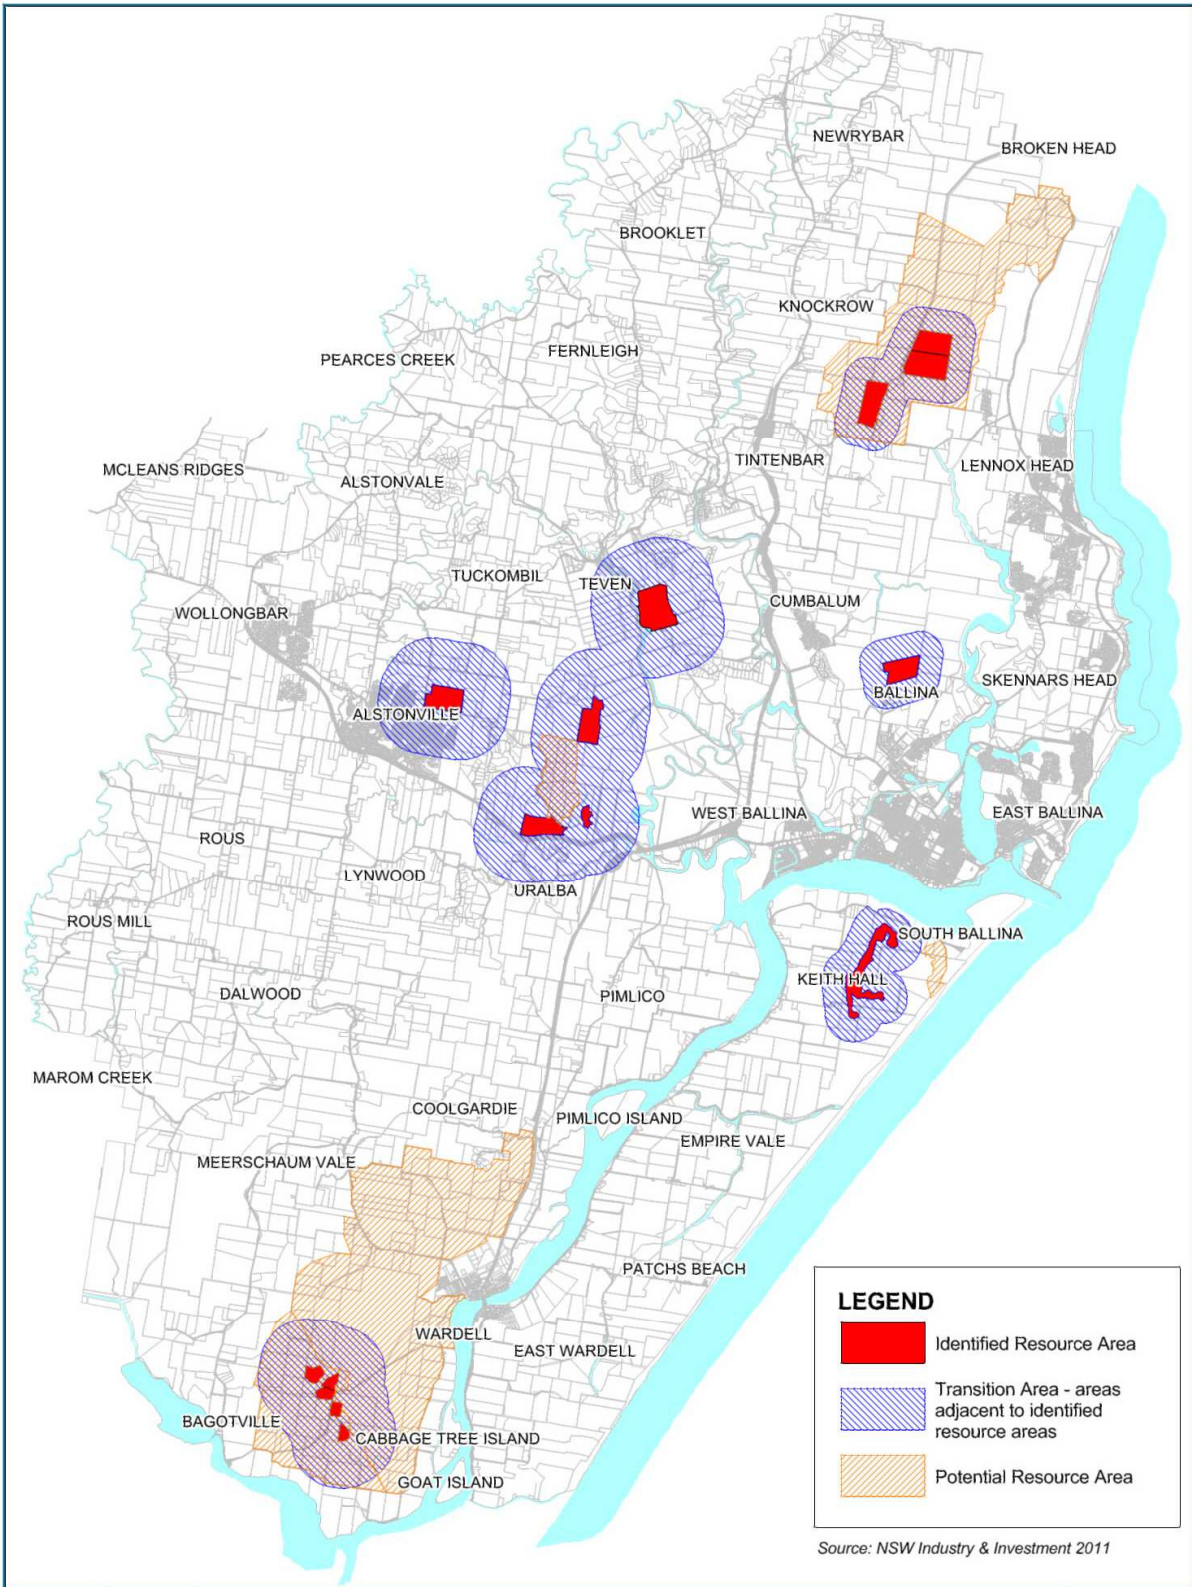 NEWRYBAR
BROKEN HEAD
BROOKLET
KNOCKROW
FERNLEIGH
PEARCES CREEK
TINTENBAR
LENNOX HEAD
MCLEANS RIDGES
ALSTONVALE
TUCKOMBIL
TEVEN
CUMBALUM
WOLLONGBAR
SKENNARS HEAD
BALLINA
ALSTONVILLE
WEST BALLINA
EAST BALLINA
ROUS
LYNWOOD
URALBA
ROUS MILL
SOUTH BALLINA
KEITH HALL
DALWOOD
PIMLICO
MAROM CREEK
COOLGARDIE
PIMLICO ISLAND
EMPIRE VALE
MEERSCHAUM VALE
PATCHS BEACH
WARDELL
EAST WARDELL
BAGOTVILLE
CABBAGE TREE ISLAND
GOAT ISLAND
LEGEND
Identified Resource Area
Transition Area - areas
adjacent to identified
resource areas
Potential Resource Area
Source: NSW Industry & Investment 2011